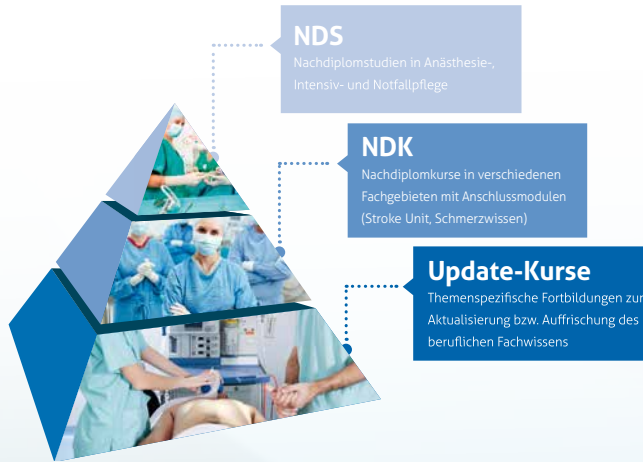 NDS
Nachdiplomstudien in Anästhesie-,
Intensiv- und Notfallpflege
NDK
Nachdiplomkurse in verschiedenen
Fachgebieten mit Anschlussmodulen
(Stroke Unit, Schmerzwissen)
Update-Kurse
Themenspezifische Fortbildungen zur
Aktualisierung bzw. Auffrischung des
beruflichen Fachwissens